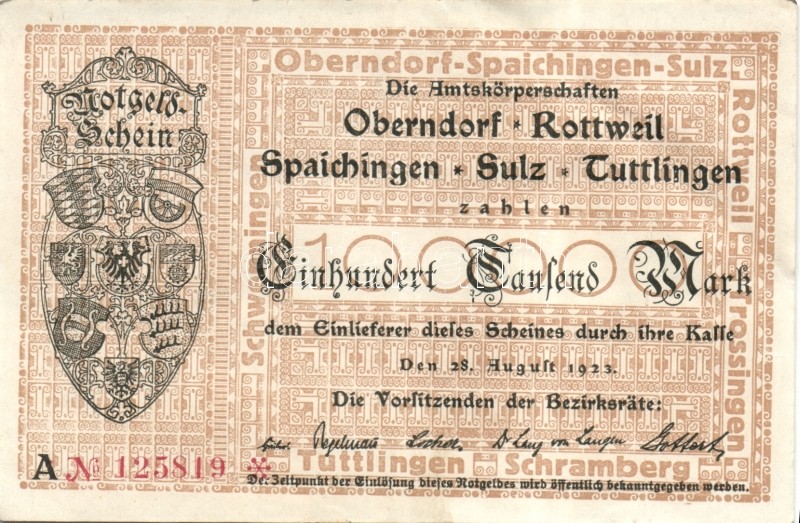 Notgeld-
Schein
Oberndorf-Spaichingen-Sulz
Die Amtskörperschaften
Oberndorf * Rottweil
Spaichingen * Sulz * Tuttlingen
zahlen
100000
Einhundert Tausend Mark
dem Einlieferer dieses Scheines durch ihre Kasse
Den 28. August 1923.
Die Vorsitzenden der Bezirksräte:
Rottweil
Trossingen
Schwenningen
Tuttlingen Schramberg
A № 125819 *
Der Zeitpunkt der Einlösung dieses Notgeldes wird öffentlich bekanntgegeben werden.